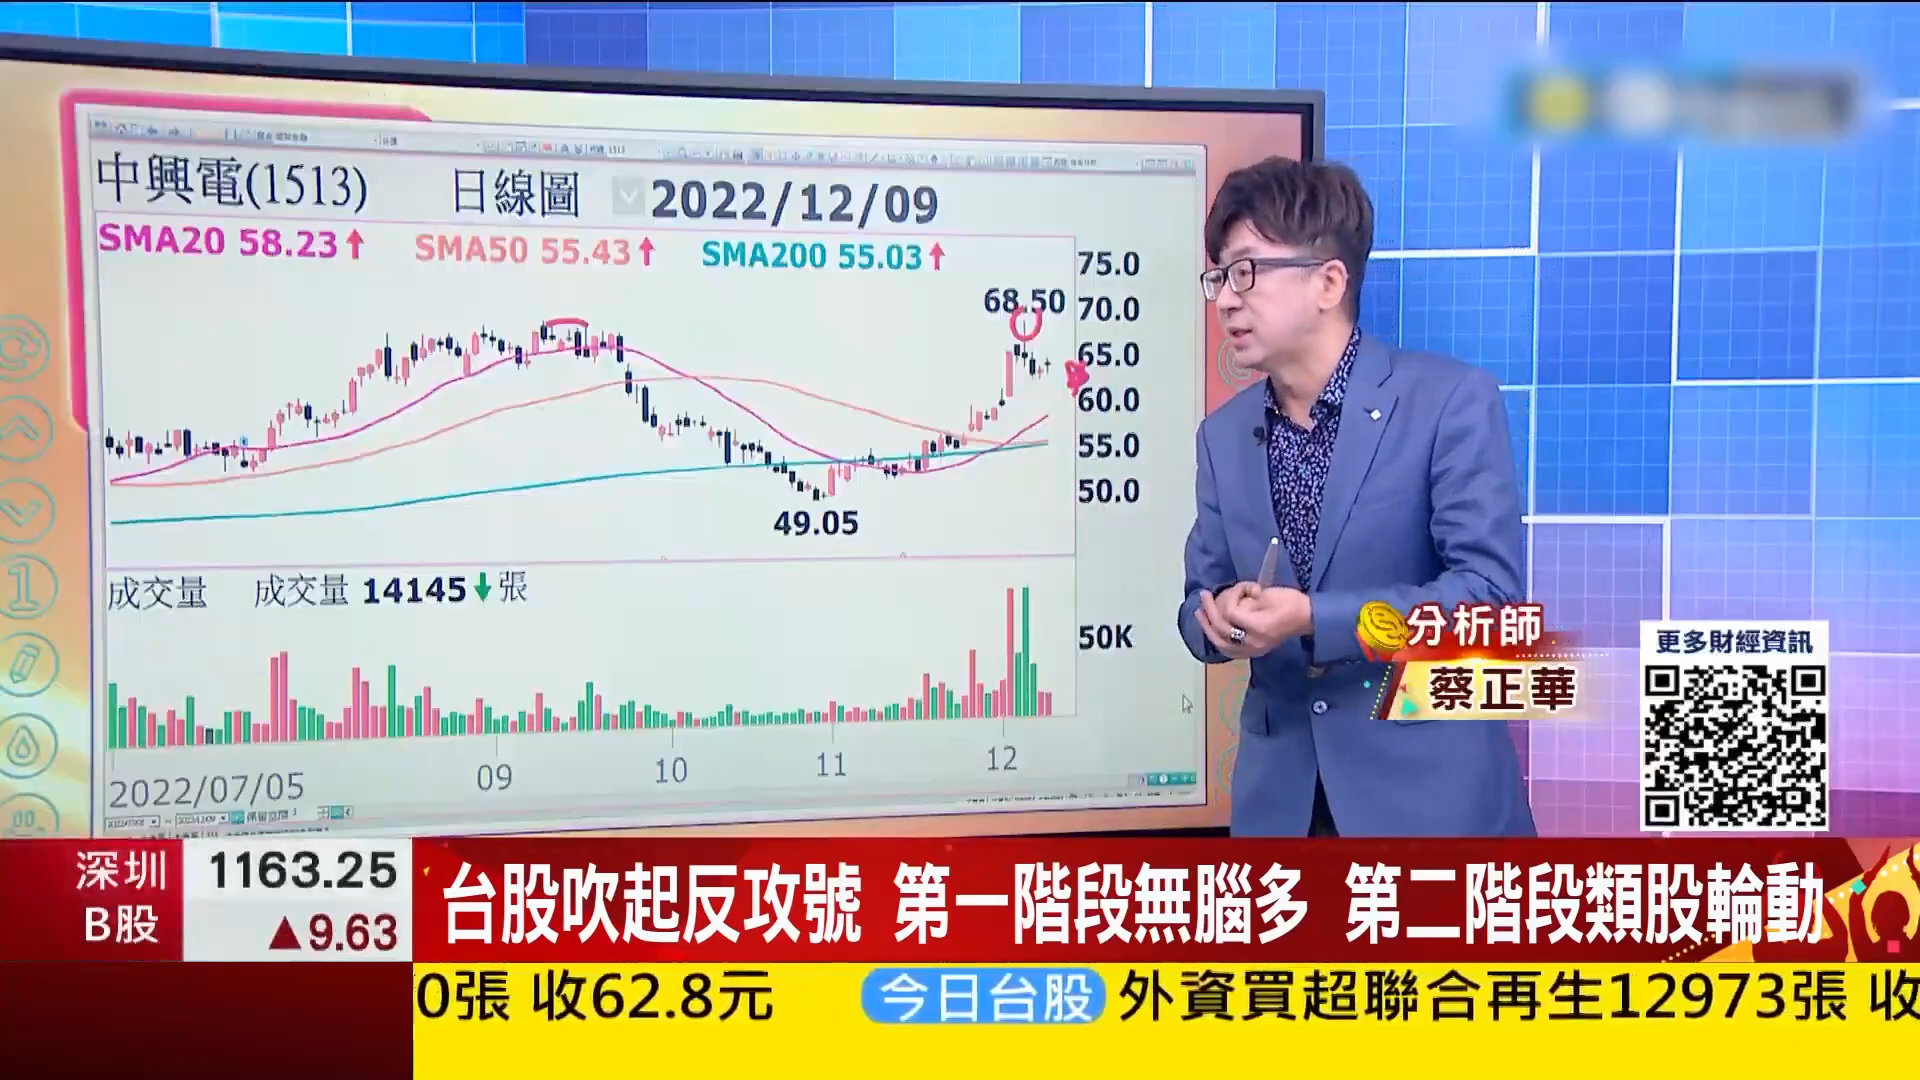 中興電(1513) 日線圖 2022/12/09
SMA20 58.23↑ SMA50 55.43↑ SMA200 55.03↑
75.0
68.50
70.0
65.0
60.0
55.0
50.0
49.05
成交量 成交量 14145↓張
50K
2022/07/05 09 10 11 12
分析師
蔡正華
更多財經資訊
深圳
B股
1163.25
▲9.63
台股吹起反攻號 第一階段無腦多 第二階段類股輪動
0張 收62.8元 今日台股 外資買超聯合再生12973張 收